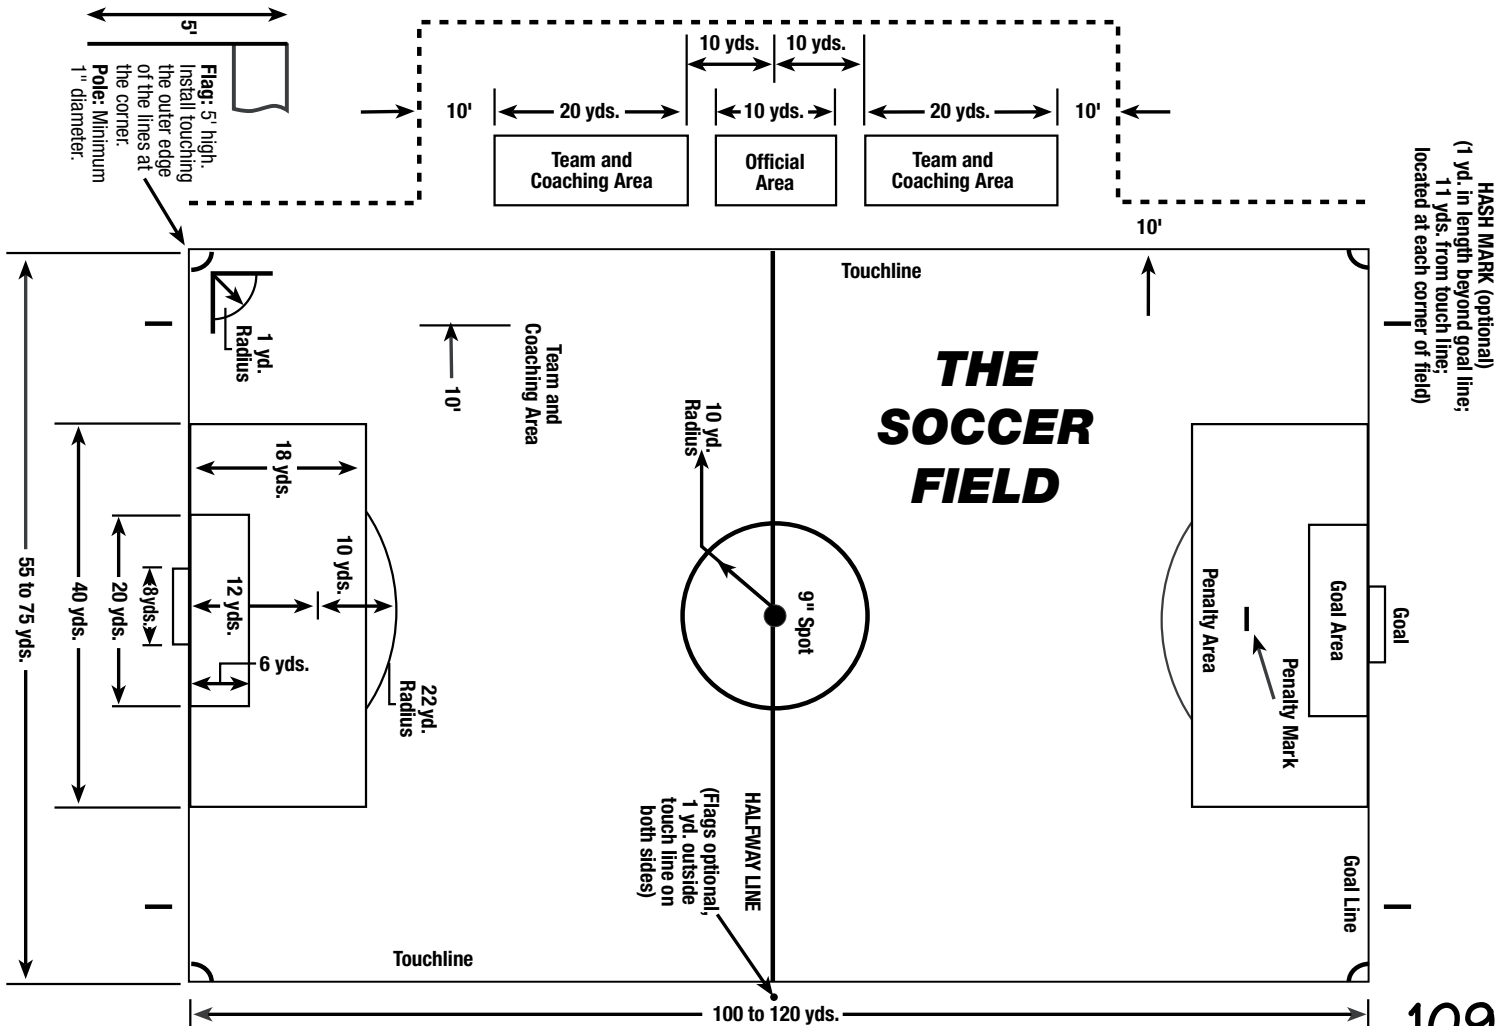 5'
Flag: 5' high.
Install touching
the outer edge
of the lines at
the corner.
Pole: Minimum
1" diameter.
10 yds.
10 yds.
10'
20 yds.
10 yds.
20 yds.
10'
Team and
Coaching Area
Official
Area
Team and
Coaching Area
HASH MARK (optional)
(1 yd. in length beyond goal line;
11 yds. from touch line;
located at each corner of field)
10'
Touchline
1 yd.
Radius
Team and
Coaching Area
10'
THE
SOCCER
FIELD
10 yd.
Radius
18 yds.
10 yds.
12 yds.
8yds.
20 yds.
40 yds.
55 to 75 yds.
6 yds.
22yd.
Radius
9" Spot
Penalty Area
Goal Area
Goal
Penalty Mark
HALFWAY LINE
(Flags optional,
1 yd. outside
touch line on
both sides)
Goal Line
Touchline
100 to 120 yds.
109